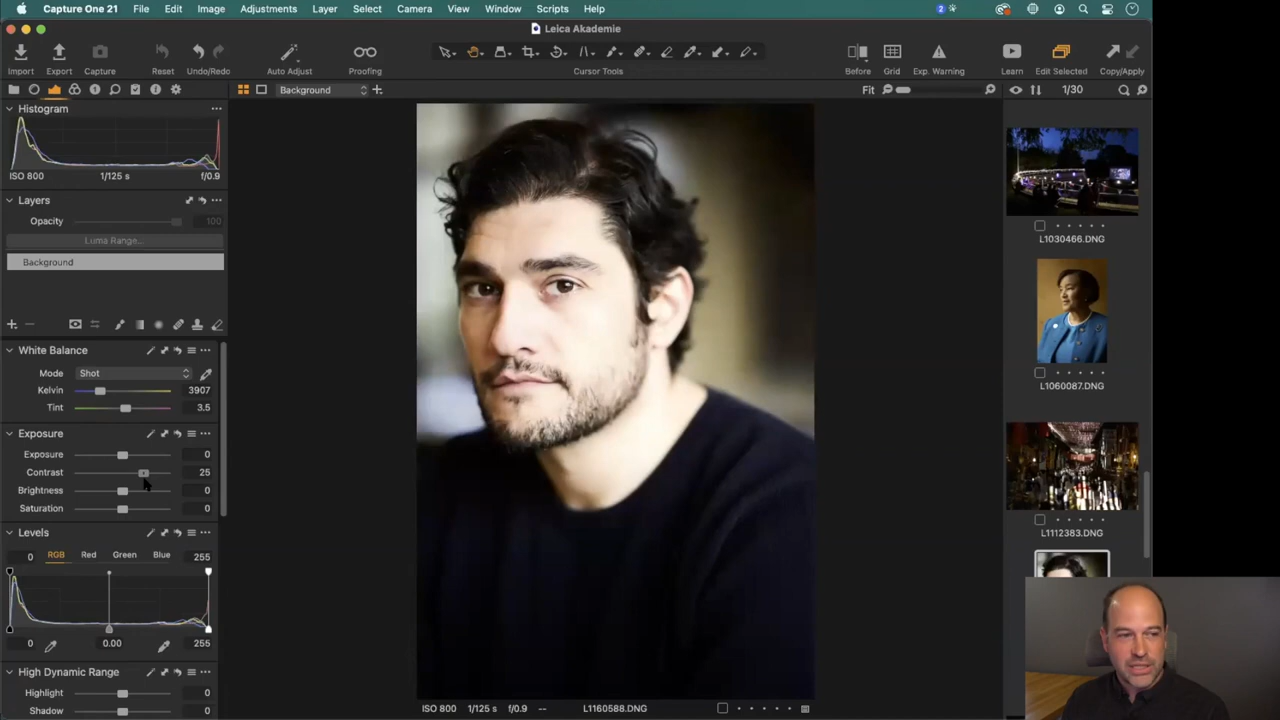 Capture One 21 File Edit Image Adjustments Layer Select Camera View Window Scripts Help 2
Leica Akademie
Import Export Capture Reset Undo/Redo Auto Adjust Proofing Cursor Tools Before Grid Exp. Warning Learn Edit Selected Copy/Apply
Background Fit 1/30
Histogram
ISO 800 1/125 s f/0.9
Layers
Opacity 100
Luma Range...
Background
White Balance
Mode Shot
Kelvin 3907
Tint 3.5
Exposure
Exposure 0
Contrast 25
Brightness 0
Saturation 0
Levels
0 RGB Red Green Blue 255
0 0.00 255
High Dynamic Range
Highlight 0
Shadow 0
ISO 800 1/125 s f/0.9 -- L1160588.DNG
L1030466.DNG
L1060087.DNG
L1112383.DNG